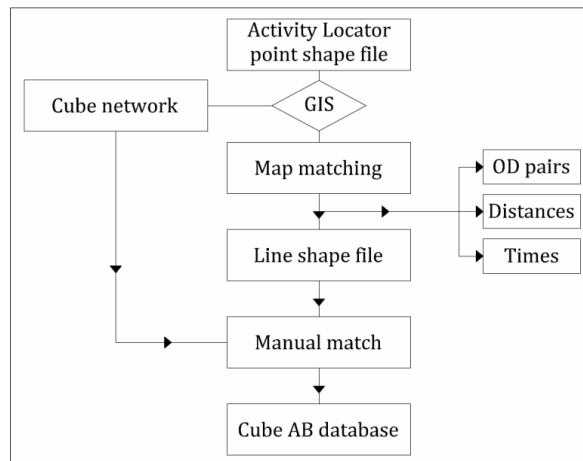 Activity Locator
point shape file
Cube network
GIS
Map matching
OD pairs
Distances
Line shape file
Times
Manual match
Cube AB database